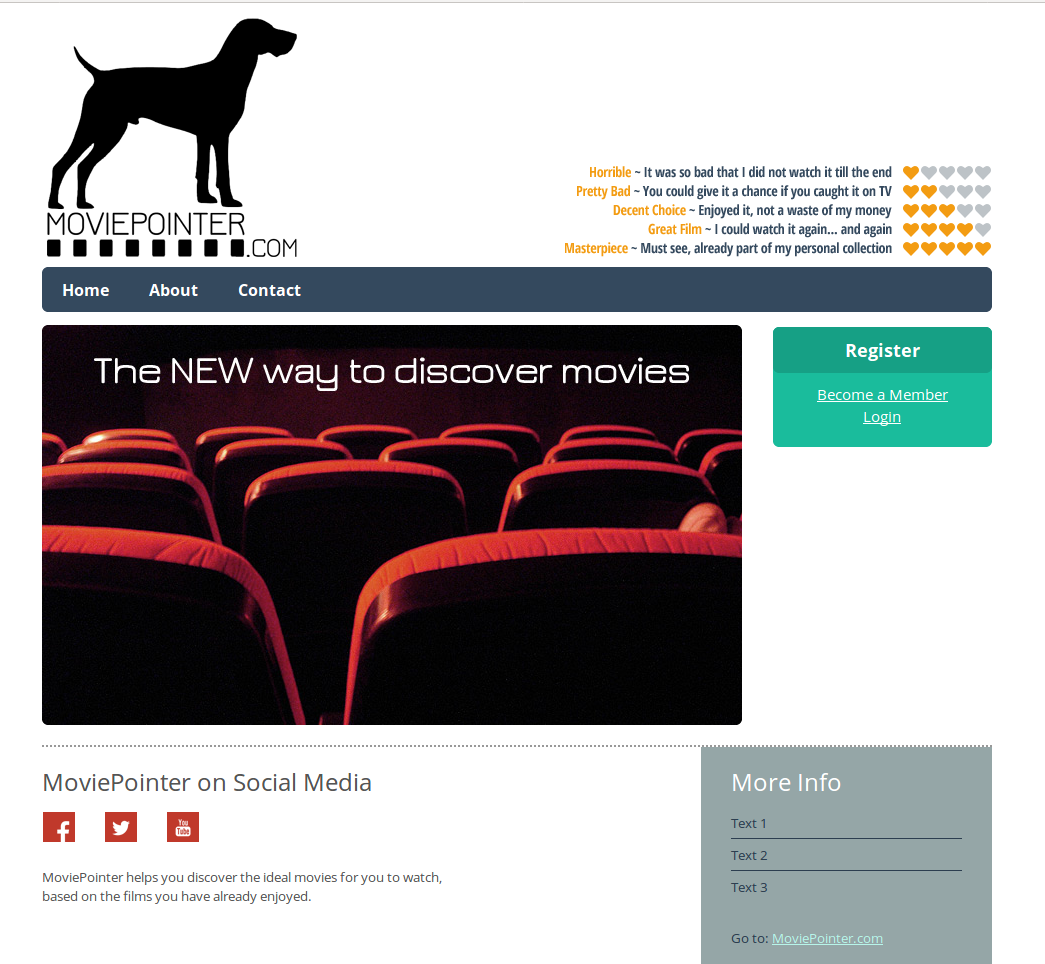 MOVIEPOINTER
.COM
Horrible ~ It was so bad that I did not watch it till the end
Pretty Bad ~ You could give it a chance if you caught it on TV
Decent Choice ~ Enjoyed it, not a waste of my money
Great Film ~ I could watch it again... and again
Masterpiece ~ Must see, already part of my personal collection
Home About Contact
The NEW way to discover movies
Register
Become a Member
Login
MoviePointer on Social Media
You
Tube
MoviePointer helps you discover the ideal movies for you to watch,
based on the films you have already enjoyed.
More Info
Text 1
Text 2
Text 3
Go to: MoviePointer.com